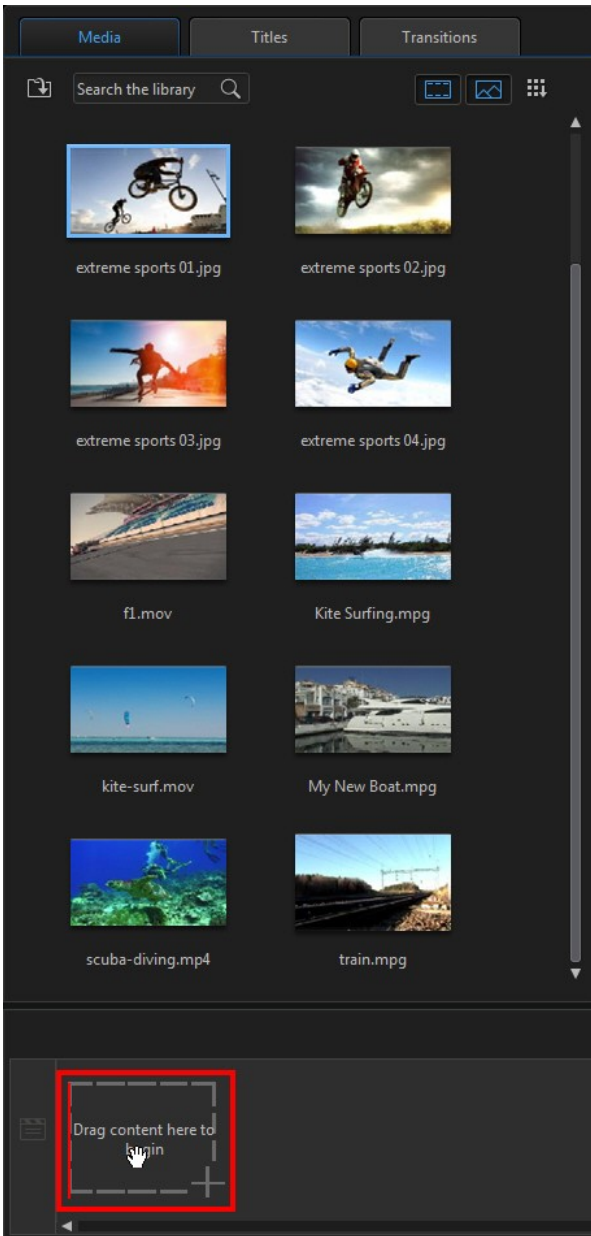 Media
Titles
Transitions
Search the library
extreme sports 01.jpg
extreme sports 02.jpg
extreme sports 03.jpg
extreme sports 04.jpg
f1.mov
Kite Surfing.mpg
kite-surf.mov
My New Boat.mpg
scuba-diving.mp4
train.mpg
Drag content here to
begin